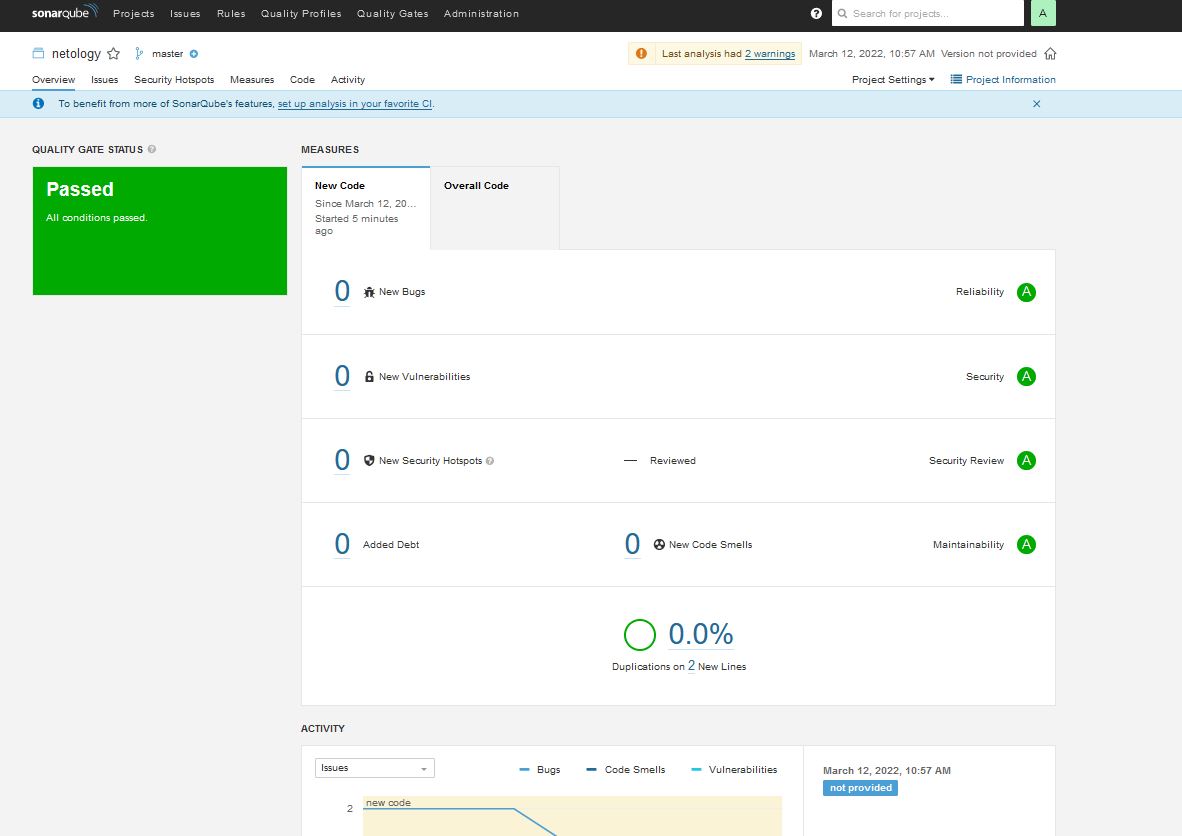 sonarqube Projects Issues Rules Quality Profiles Quality Gates Administration Search for projects... A
netology master Last analysis had 2 warnings March 12, 2022, 10:57 AM Version not provided
Overview Issues Security Hotspots Measures Code Activity Project Settings Project Information
To benefit from more of SonarQube's features, set up analysis in your favorite CI.
QUALITY GATE STATUS
Passed
All conditions passed.
MEASURES
New Code
Since March 12, 20...
Started 5 minutes
ago
Overall Code
0 New Bugs Reliability A
0 New Vulnerabilities Security A
0 New Security Hotspots — Reviewed Security Review A
0 Added Debt 0 New Code Smells Maintainability A
0.0%
Duplications on 2 New Lines
ACTIVITY
Issues Bugs Code Smells Vulnerabilities
new code
2
March 12, 2022, 10:57 AM
not provided